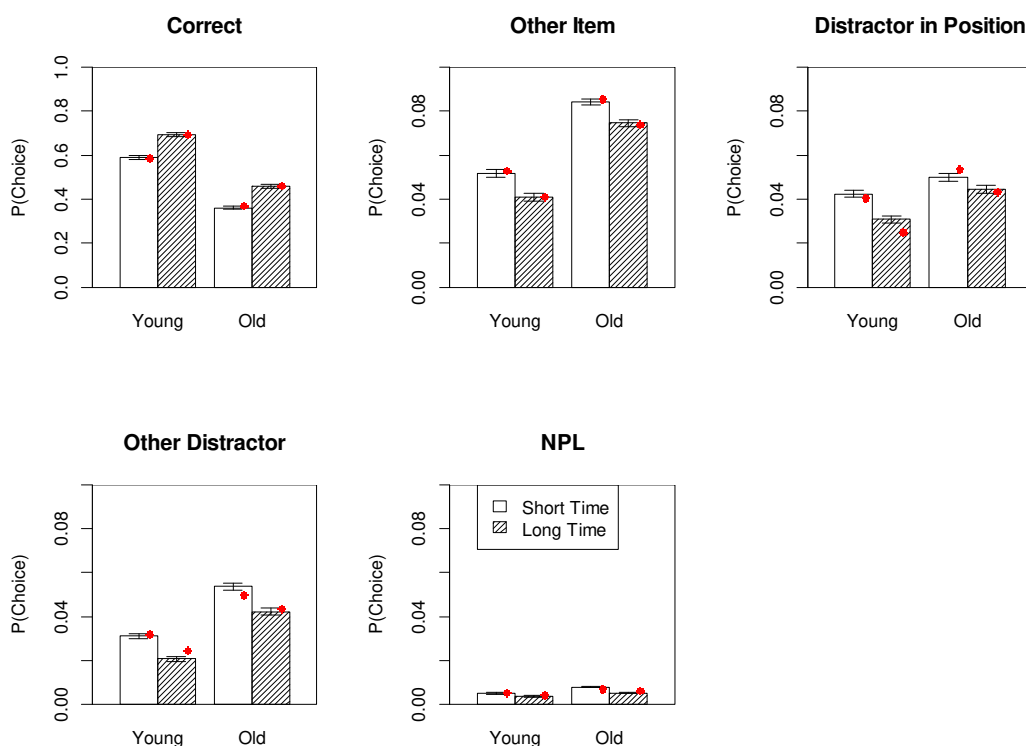 Correct
P(Choice)
0.0
0.2
0.4
0.6
0.8
1.0
Young
Old
Other Item
P(Choice)
0.00
0.04
0.08
Young
Old
Distractor in Position
P(Choice)
0.00
0.04
0.08
Young
Old
Other Distractor
P(Choice)
0.00
0.04
0.08
Young
Old
NPL
P(Choice)
0.00
0.04
0.08
Short Time
Long Time
Young
Old